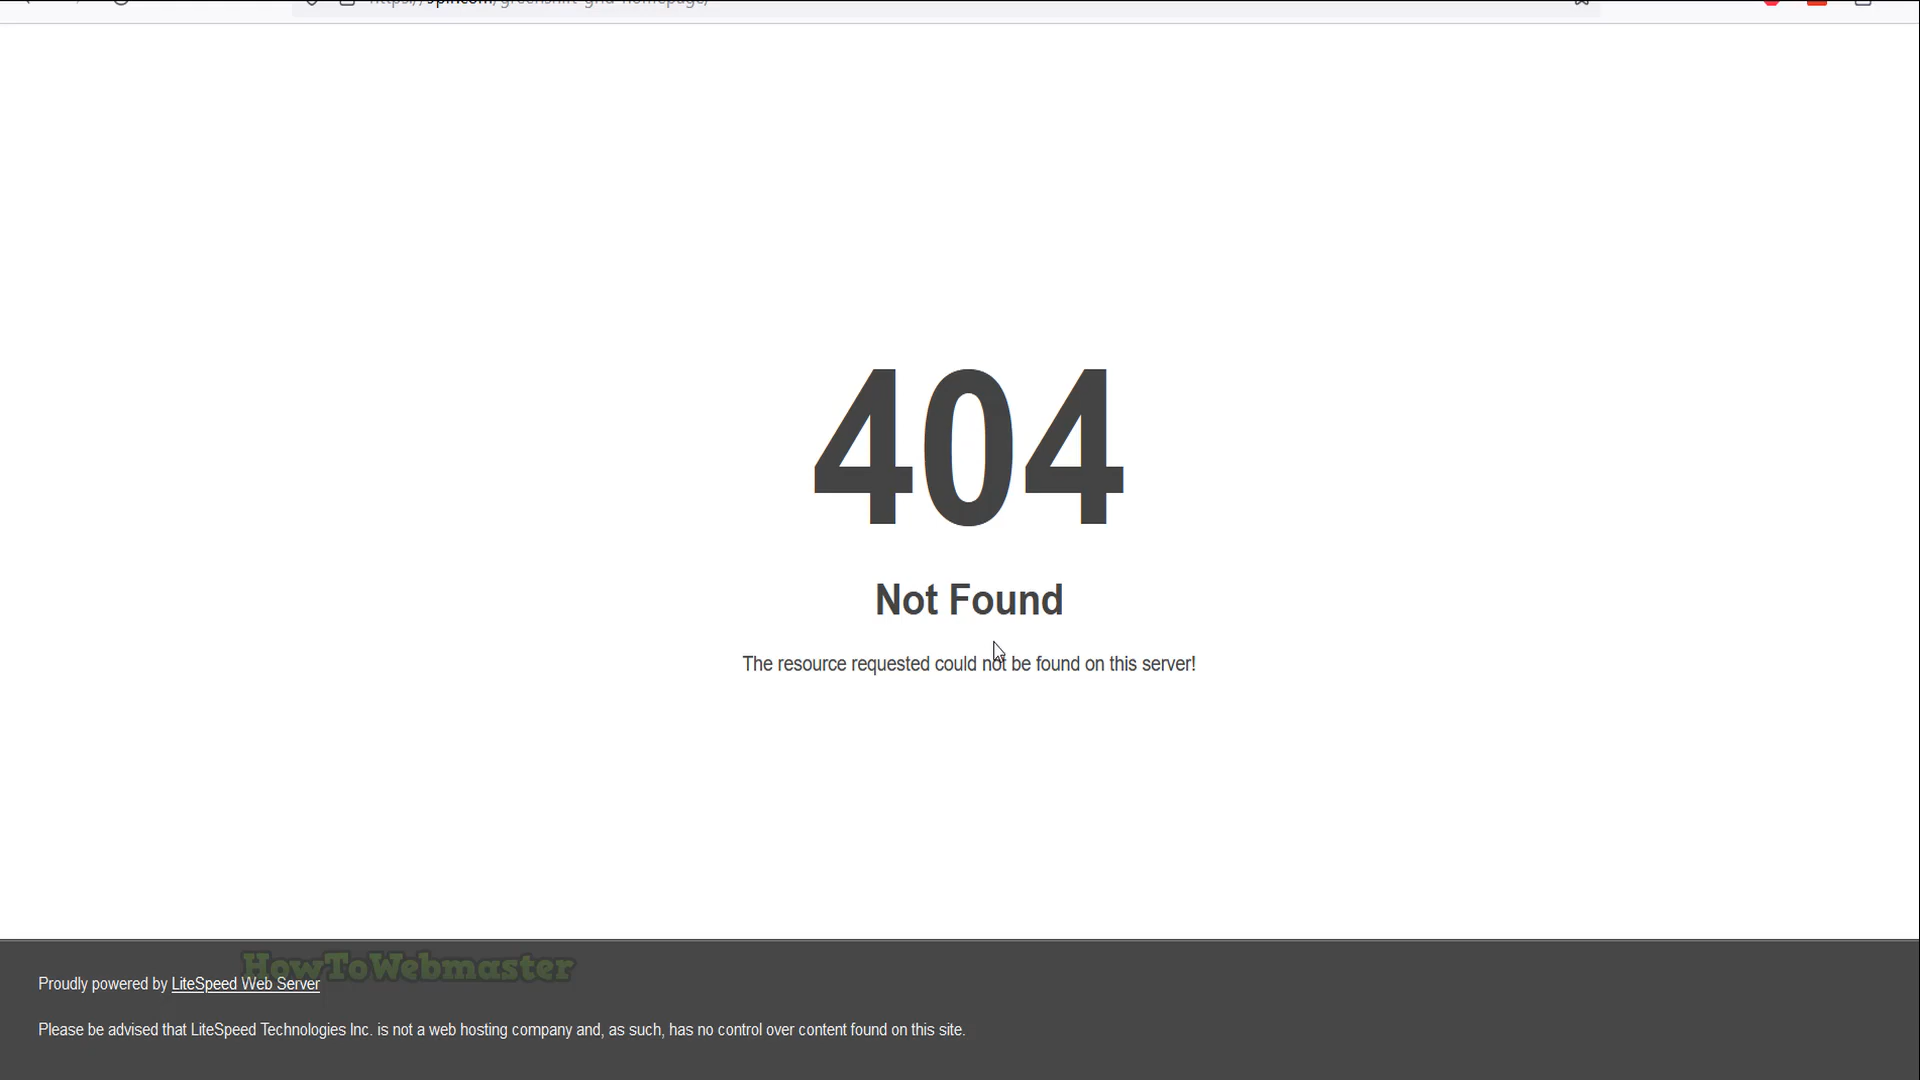 404
Not Found
The resource requested could not be found on this server!
HowToWebmaster
Proudly powered by LiteSpeed Web Server
Please be advised that LiteSpeed Technologies Inc. is not a web hosting company and, as such, has no control over content found on this site.